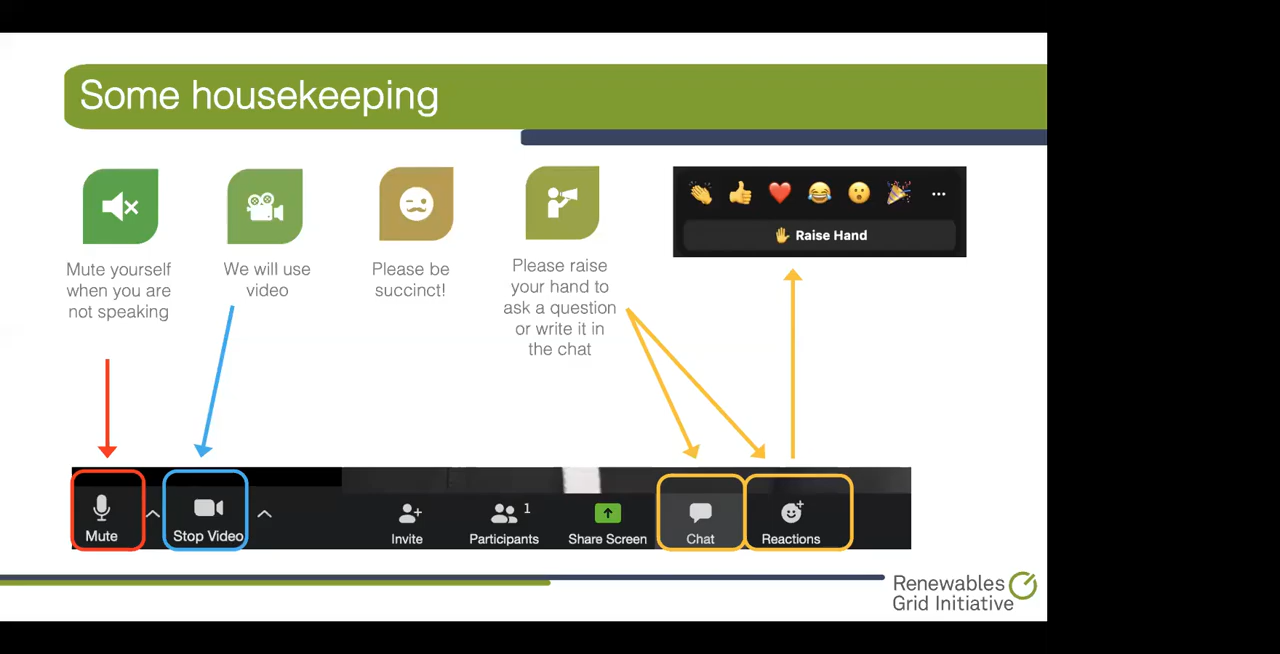 Some housekeeping
Mute yourself
when you are
not speaking
We will use
video
Please be
succinct!
Please raise
your hand to
ask a question
or write it in
the chat
Raise Hand
Mute
Stop Video
Invite
1
Participants
Share Screen
Chat
Reactions
Renewables
Grid Initiative